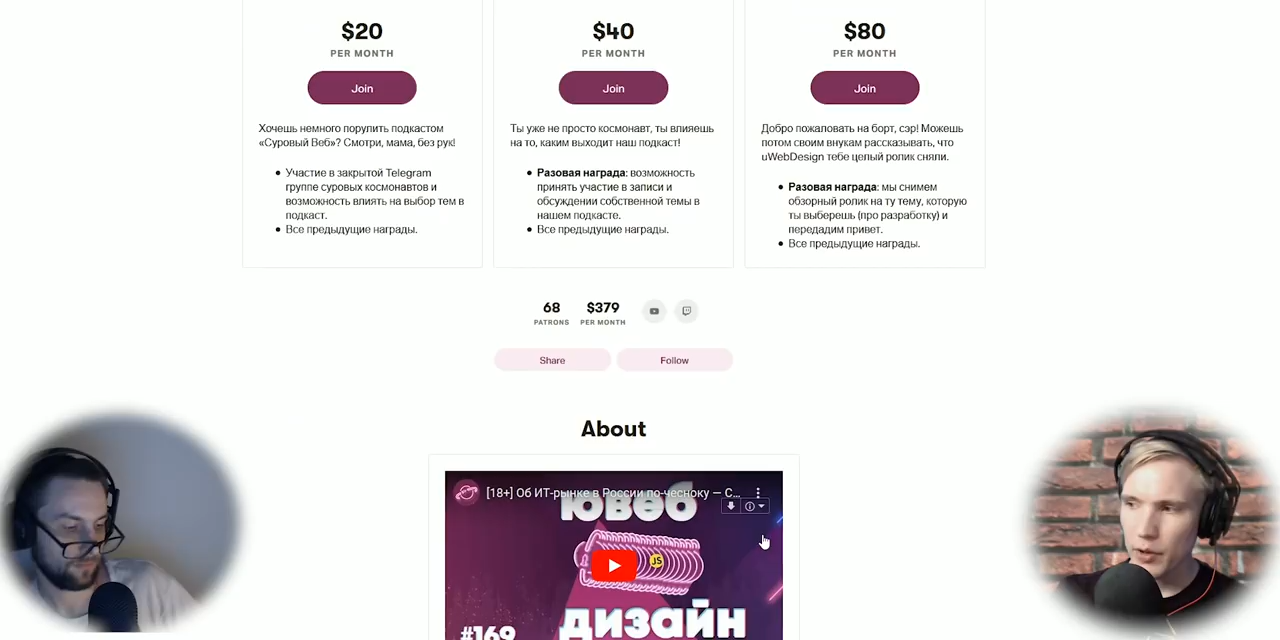 $20
PER MONTH
Join
Хочешь немного порулить подкастом
«Суровый Веб»? Смотри, мама, без рук!
Участие в закрытой Telegram
группе суровых космонавтов и
возможность влиять на выбор тем в
подкаст.
Все предыдущие награды.
$40
PER MONTH
Join
Ты уже не просто космонавт, ты влияешь
на то, каким выходит наш подкаст!
Разовая награда: возможность
принять участие в записи и
обсуждении собственной темы в
нашем подкасте.
Все предыдущие награды.
$80
PER MONTH
Join
Добро пожаловать на борт, сэр! Можешь
потом своим внукам рассказывать, что
uWebDesign тебе целый ролик сняли.
Разовая награда: мы снимем
обзорный ролик на ту тему, которую
ты выберешь (про разработку) и
передадим привет.
Все предыдущие награды.
68
PATRONS
$379
PER MONTH
Share
Follow
About
[18+] Об ИТ-рынке в России по-чесноку — С...
ювеб
JS
дизайн
#169